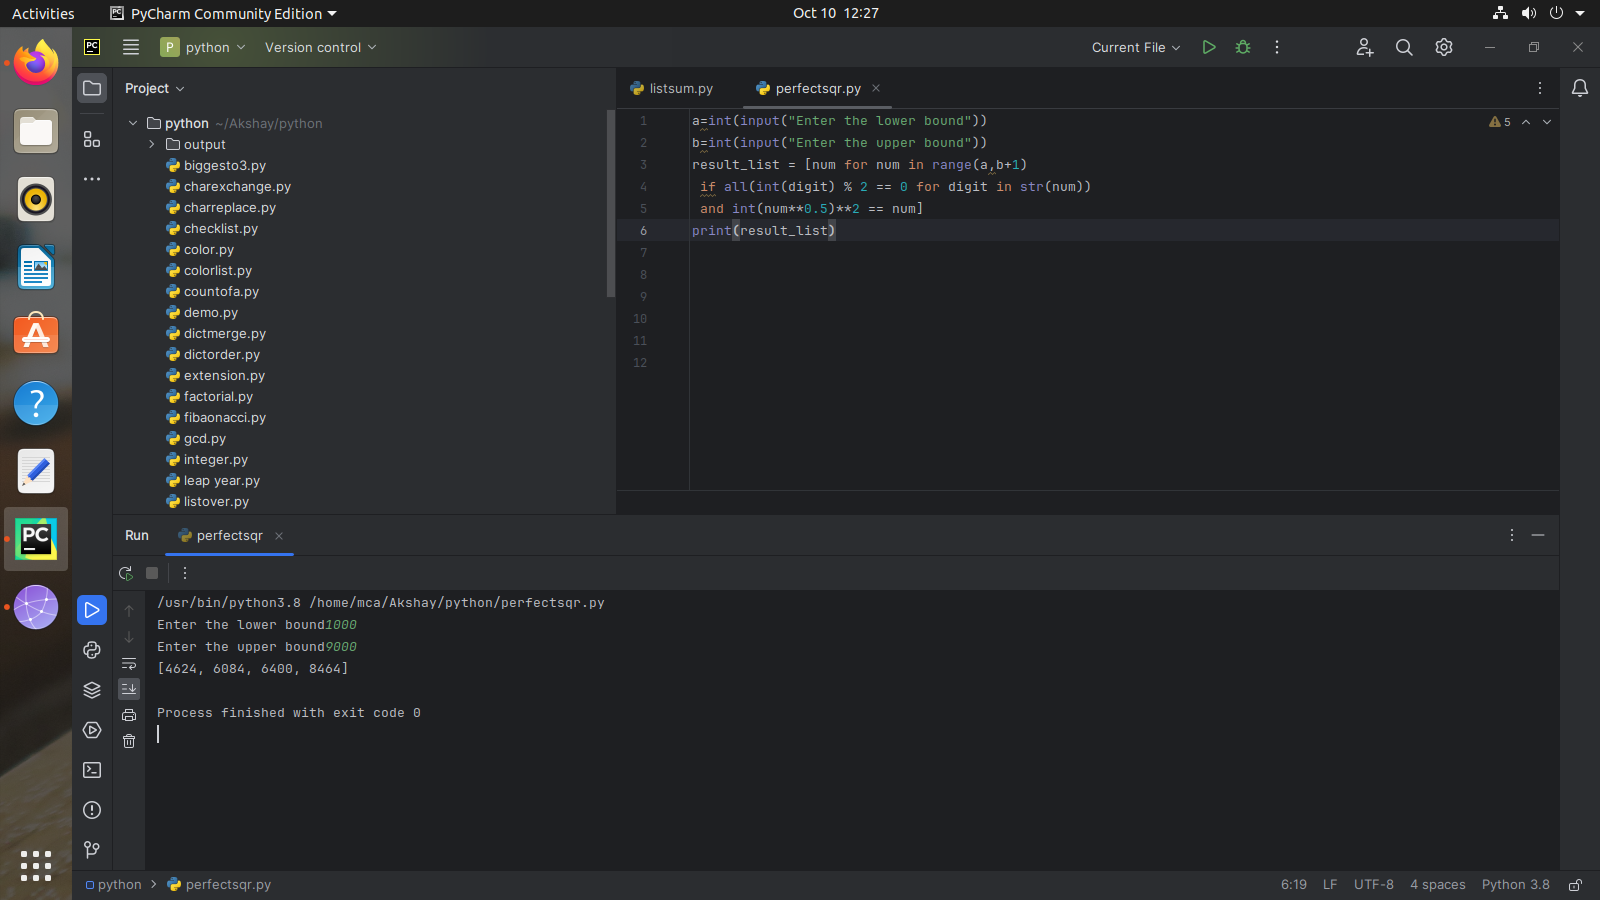 Activities PyCharm Community Edition Oct 10 12:27
PC P python Version control Current File
Project
python ~/Akshay/python
output
biggesto3.py
charexchange.py
charreplace.py
checklist.py
color.py
colorlist.py
countofa.py
demo.py
dictmerge.py
dictorder.py
extension.py
factorial.py
fibaonacci.py
gcd.py
integer.py
leap year.py
listover.py
listsum.py perfectsqr.py
5
1 a=int(input("Enter the lower bound"))
2 b=int(input("Enter the upper bound"))
3 result_list = [num for num in range(a,b+1)
4 if all(int(digit) % 2 == 0 for digit in str(num))
5 and int(num**0.5)**2 == num]
6 print(result_list)
7
8
9
10
11
12
PC
Run perfectsqr
/usr/bin/python3.8 /home/mca/Akshay/python/perfectsqr.py
Enter the lower bound1000
Enter the upper bound9000
[4624, 6084, 6400, 8464]
Process finished with exit code 0
python perfectsqr.py 6:19 LF UTF-8 4 spaces Python 3.8